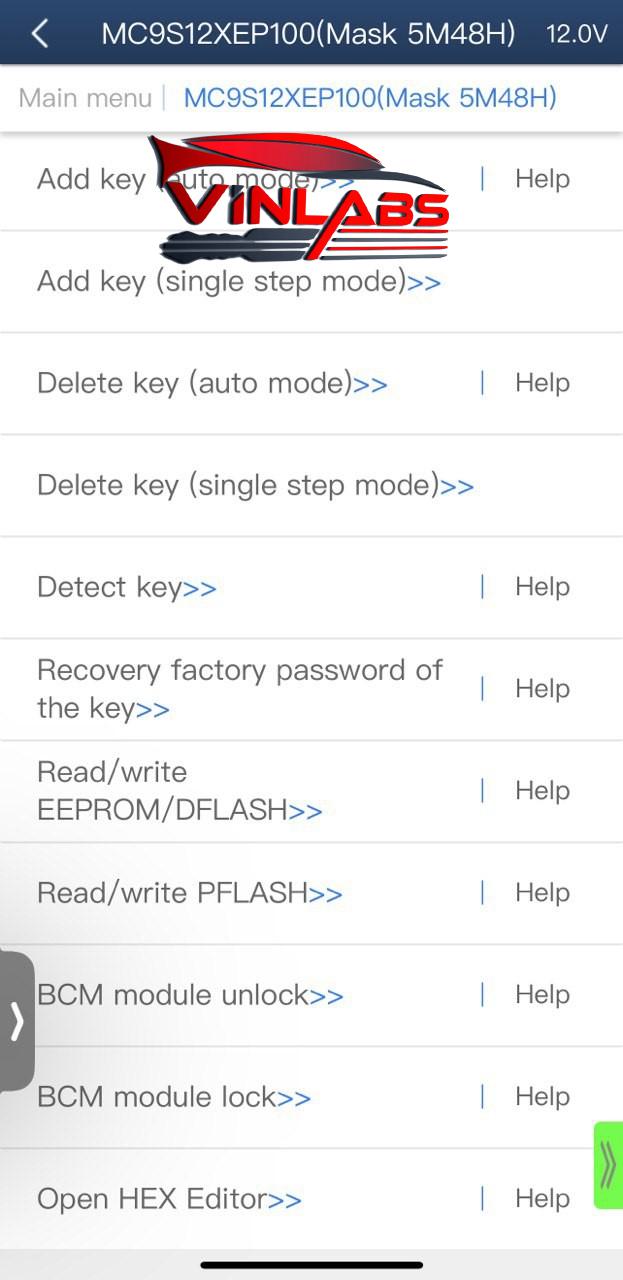 MC9S12XEP100(Mask 5M48H) 12.0V
Main menu | MC9S12XEP100(Mask 5M48H)
Add key (auto mode)>> | Help
VINLABS
Add key (single step mode)>>
Delete key (auto mode)>> | Help
Delete key (single step mode)>>
Detect key>> | Help
Recovery factory password of
the key>> | Help
Read/write
EEPROM/DFLASH>> | Help
Read/write PFLASH>> | Help
BCM module unlock>> | Help
BCM module lock>> | Help
Open HEX Editor>> | Help